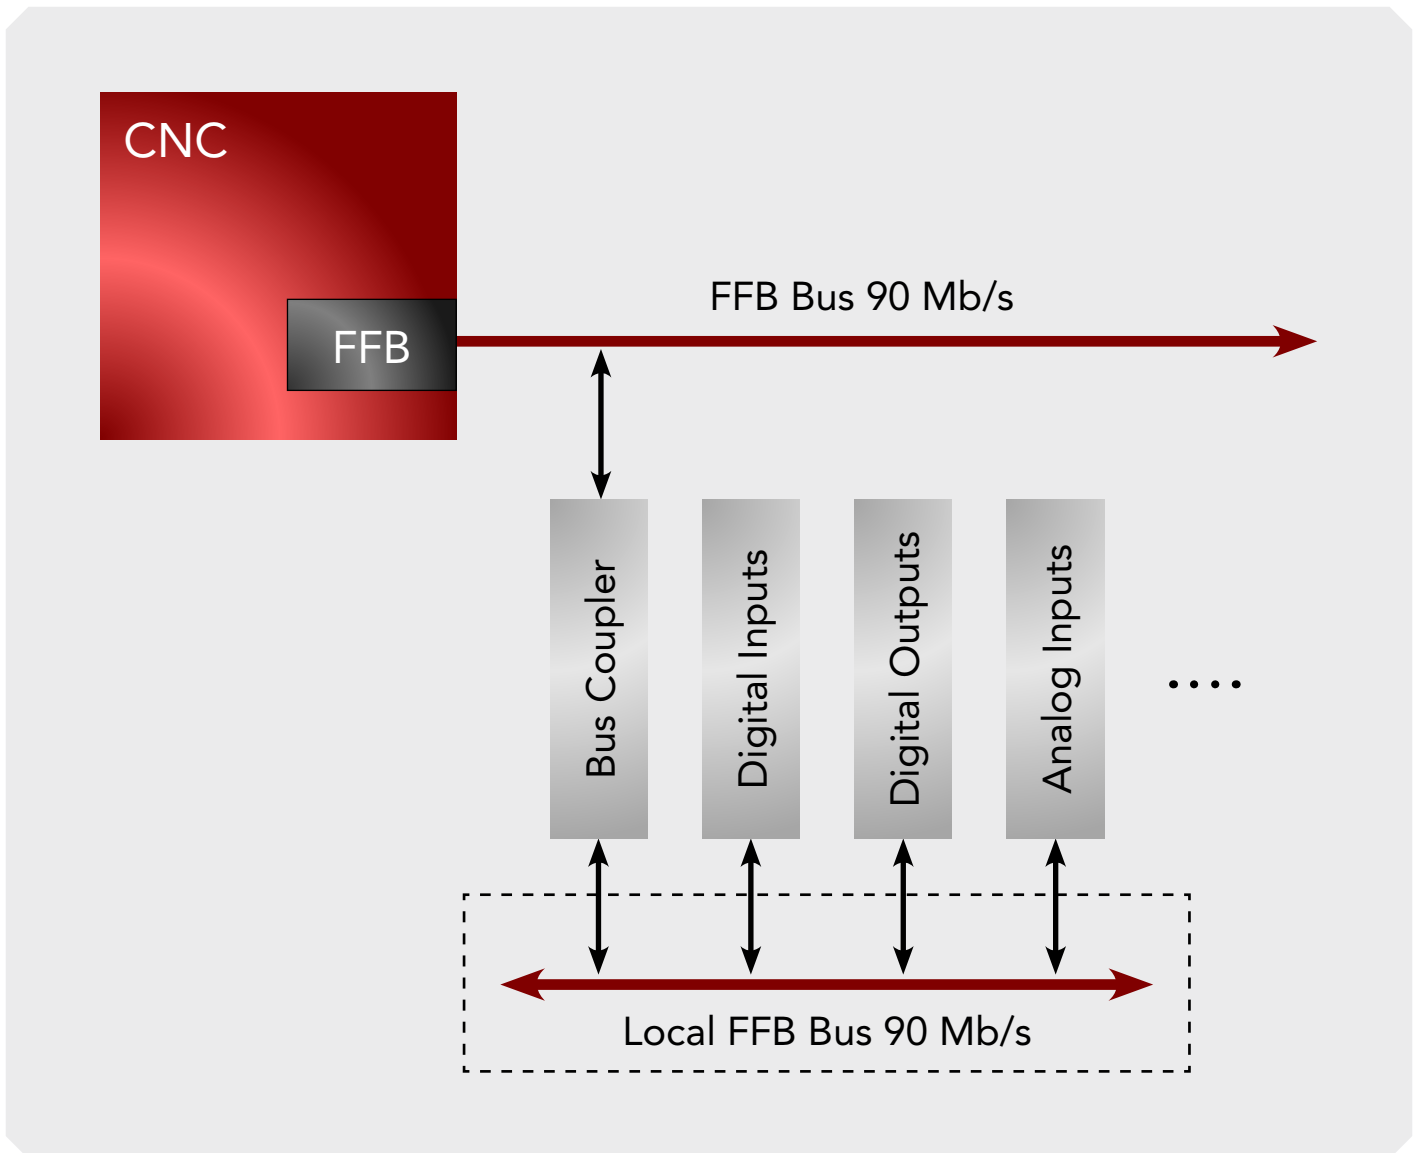 CNC
FFB
FFB Bus 90 Mb/s
Bus Coupler
Digital Inputs
Digital Outputs
Analog Inputs
....
Local FFB Bus 90 Mb/s